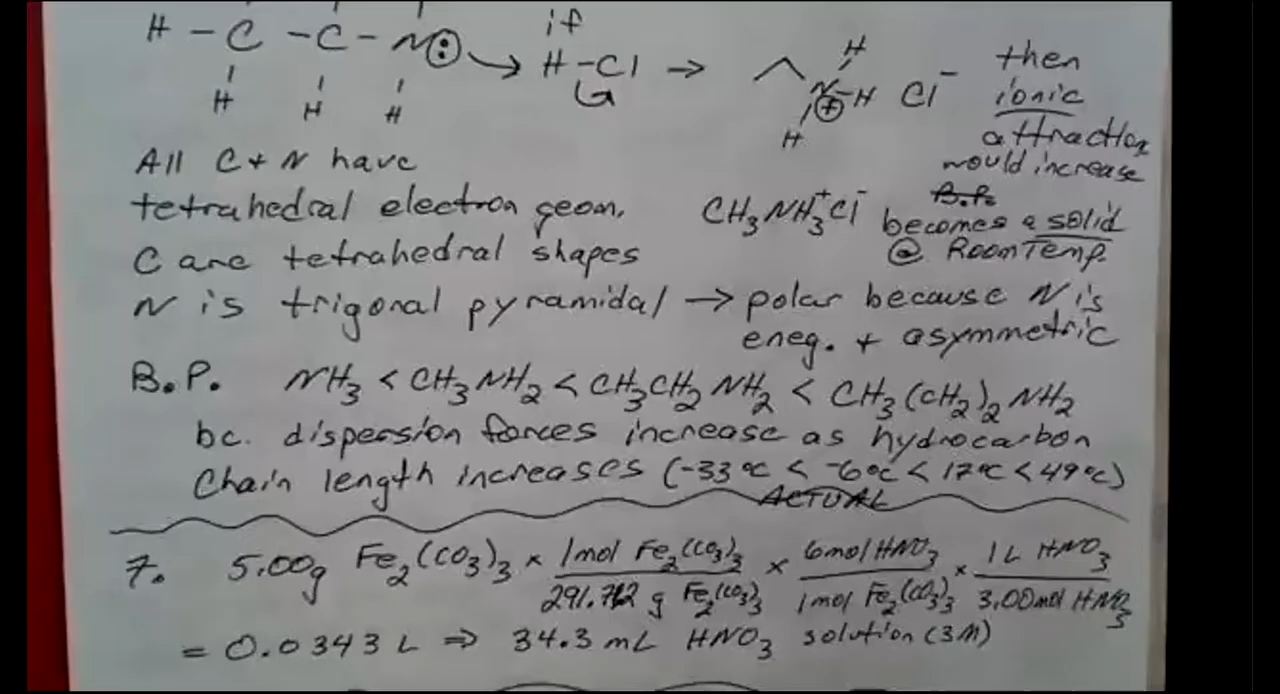 H - C - C - N: → if H-Cl → N⊕-H Cl⁻ then
H H H H H ionic
attraction
All C + N have would increase
tetrahedral electron geom. CH₃NH₃⁺Cl⁻ becomes a solid
C are tetrahedral shapes @ Room Temp.
N is trigonal pyramidal → polar because N is
eneg. + asymmetric
B.P. NH₃ < CH₃NH₂ < CH₃CH₂NH₂ < CH₃(CH₂)₂NH₂
bc. dispersion forces increase as hydrocarbon
Chain length increases (-33°C < -6°C < 17°C < 49°C)
ACTUAL
7. 5.00g Fe₂(CO₃)₃ × 1mol Fe₂(CO₃)₃ × 6mol HNO₃ × 1L HNO₃
291.72 g Fe₂(CO₃)₃ 1mol Fe₂(CO₃)₃ 3.00mol HNO₃
= 0.0343 L ⇒ 34.3 mL HNO₃ solution (3M)